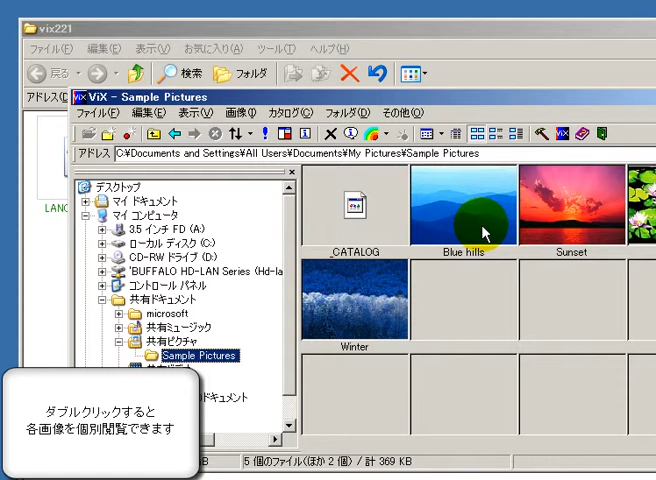 vix221
ファイル(F) 編集(E) 表示(V) お気に入り(A) ツール(T) ヘルプ(H)
戻る 検索 フォルダ
アドレス(D
ViX - Sample Pictures
ファイル(F) 編集(E) 表示(V) 画像(I) カタログ(C) フォルダ(D) その他(O)
アドレス C:¥Documents and Settings¥All Users¥Documents¥My Pictures¥Sample Pictures
LANG
デスクトップ
マイ ドキュメント
マイ コンピュータ
3.5 インチ FD (A:)
ローカル ディスク (C:)
CD-RW ドライブ (D:)
'BUFFALO HD-LAN Series (Hd-la
コントロール パネル
共有ドキュメント
microsoft
共有ミュージック
共有ピクチャ
Sample Pictures
ドキュメント
_CATALOG
Blue hills
Sunset
Winter
ダブルクリックすると
各画像を個別閲覧できます
B
5 個のファイル(ほか 2 個) / 計 369 KB